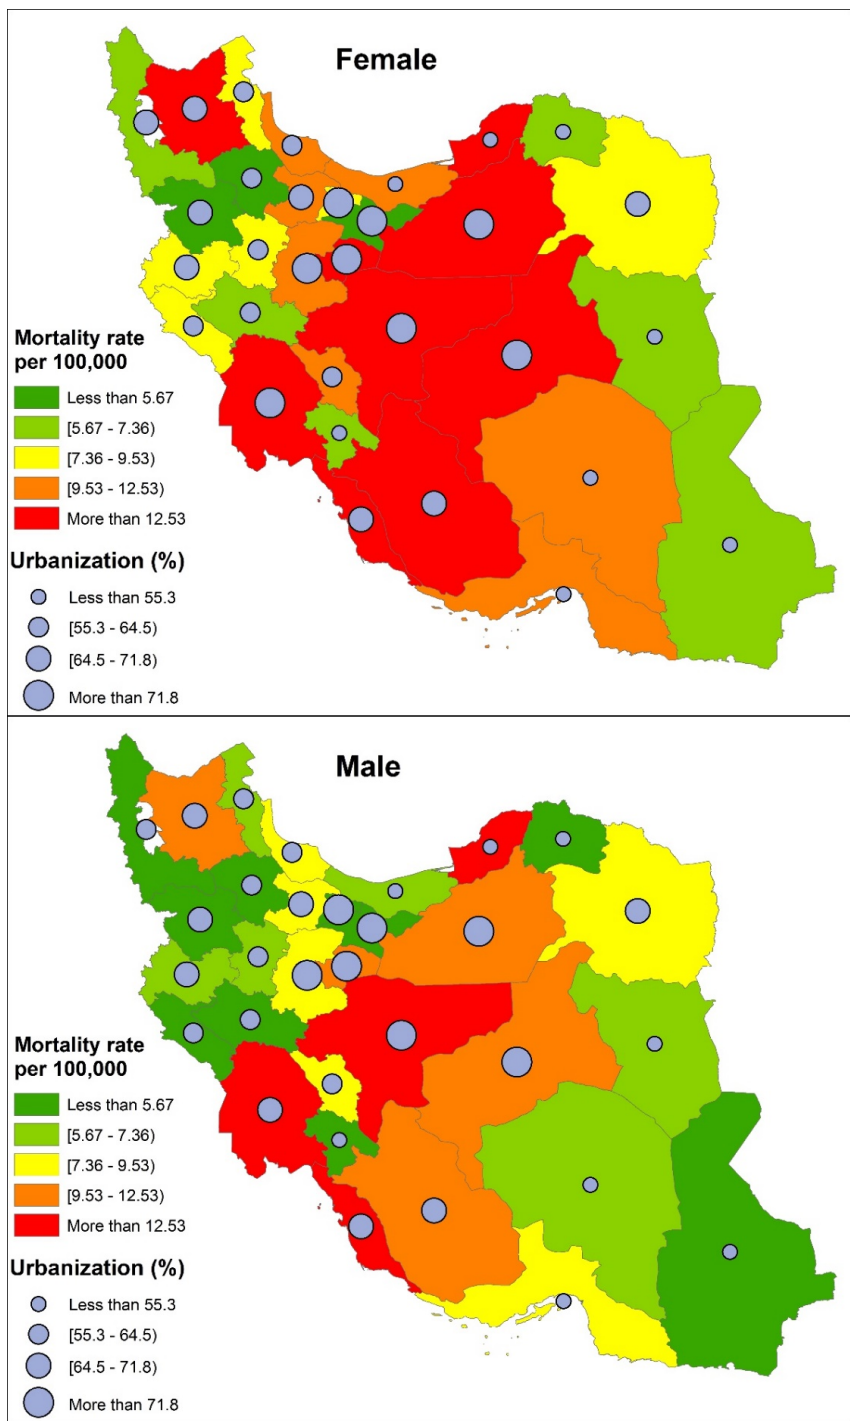 Female
Mortality rate
per 100,000
Less than 5.67
[5.67 - 7.36)
[7.36 - 9.53)
[9.53 - 12.53)
More than 12.53
Urbanization (%)
Less than 55.3
[55.3 - 64.5)
[64.5 - 71.8)
More than 71.8
Male
Mortality rate
per 100,000
Less than 5.67
[5.67 - 7.36)
[7.36 - 9.53)
[9.53 - 12.53)
More than 12.53
Urbanization (%)
Less than 55.3
[55.3 - 64.5)
[64.5 - 71.8)
More than 71.8